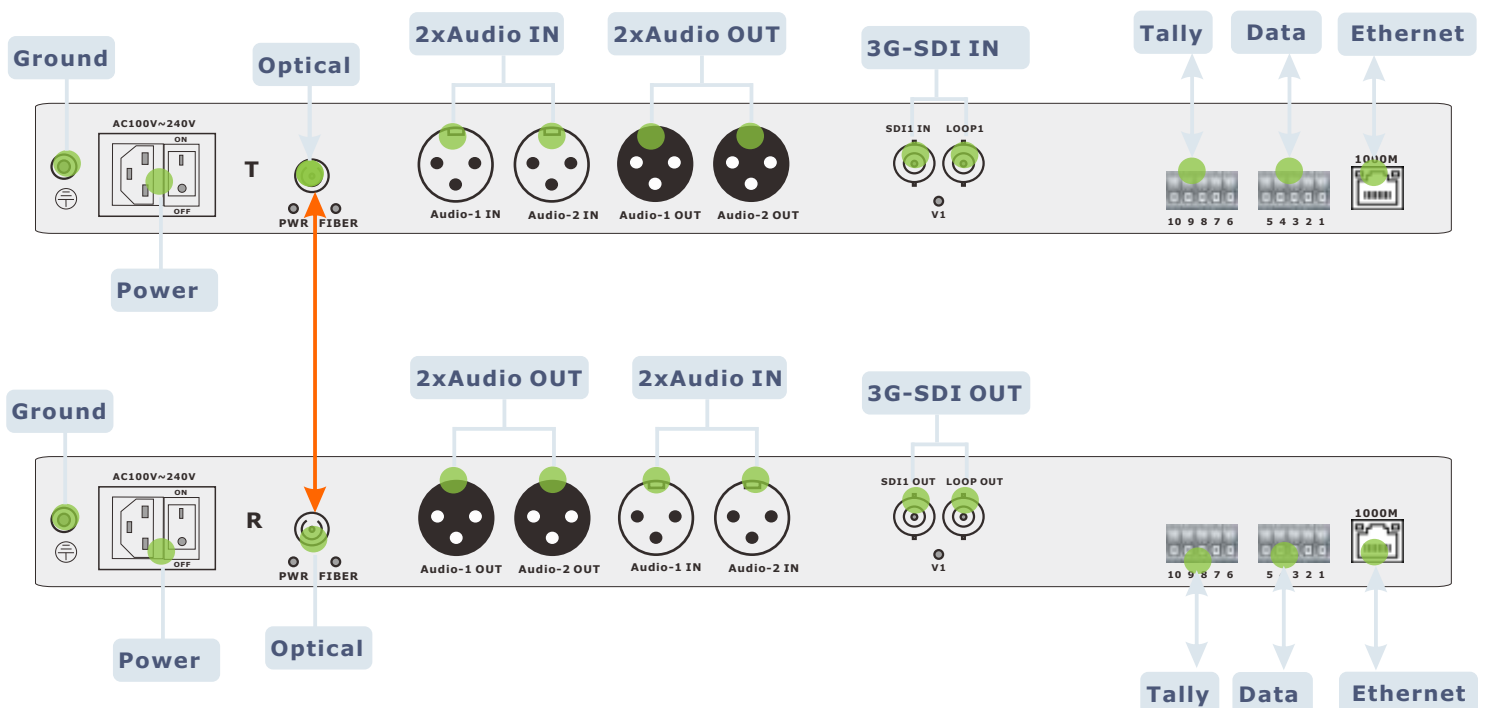 2xAudio IN
2xAudio OUT
3G-SDI IN
Tally
Data
Ethernet
Ground
Optical
AC100V~240V
ON
OFF
T
PWR
FIBER
Audio-1 IN
Audio-2 IN
Audio-1 OUT
Audio-2 OUT
SDI1 IN
LOOP1
V1
10 9 8 7 6
5 4 3 2 1
1000M
Power
2xAudio OUT
2xAudio IN
3G-SDI OUT
Ground
AC100V~240V
ON
OFF
R
PWR
FIBER
Audio-1 OUT
Audio-2 OUT
Audio-1 IN
Audio-2 IN
SDI1 OUT
LOOP OUT
V1
10 9 8 7 6
5 4 3 2 1
1000M
Power
Optical
Tally
Data
Ethernet